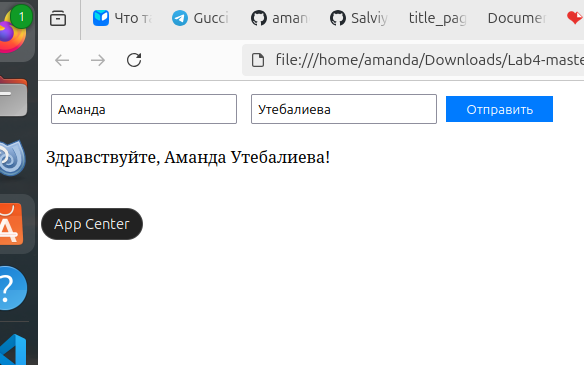 1
Что т
Gucci
aman
Salviy
title_pag
Documen
file:///home/amanda/Downloads/Lab4-maste
Аманда
Утебалиева
Отправить
Здравствуйте, Аманда Утебалиева!
App Center